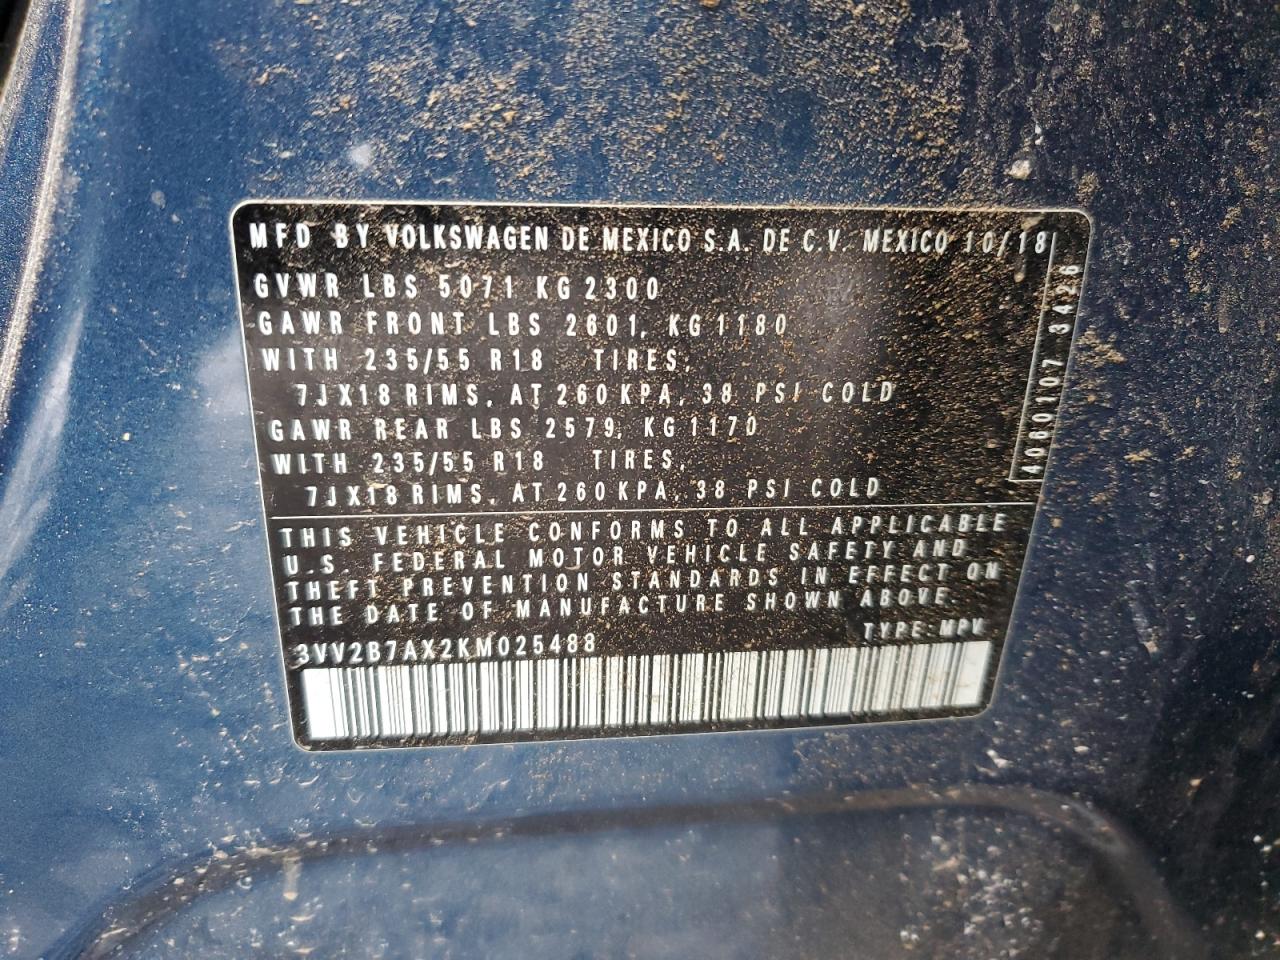 MFD BY VOLKSWAGEN DE MEXICO S.A. DE C.V. MEXICO 10/18
GVWR LBS 5071 KG 2300
GAWR FRONT LBS 2601, KG 1180
WITH 235/55 R18 TIRES,
7JX18 RIMS, AT 260 KPA, 38 PSI COLD
GAWR REAR LBS 2579, KG 1170
WITH 235/55 R18 TIRES,
7JX18 RIMS, AT 260 KPA, 38 PSI COLD
4060107 3426
THIS VEHICLE CONFORMS TO ALL APPLICABLE
U.S. FEDERAL MOTOR VEHICLE SAFETY AND
THEFT PREVENTION STANDARDS IN EFFECT ON
THE DATE OF MANUFACTURE SHOWN ABOVE.
TYPE: MPV
3VV2B7AX2KM025488